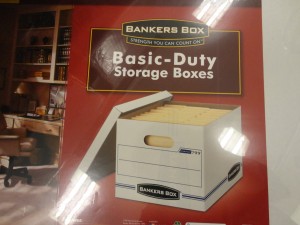 BANKERS BOX
STRENGTH YOU CAN COUNT ON
Basic-Duty
Storage Boxes
BANKERS BOX